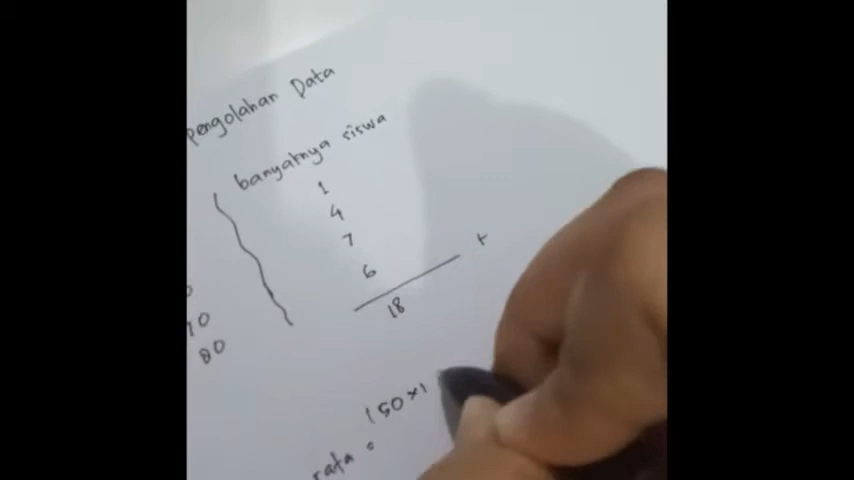 pengolahan Data
banyaknya siswa
1
4
7
6 +
18
70
80
(50×1
rata =